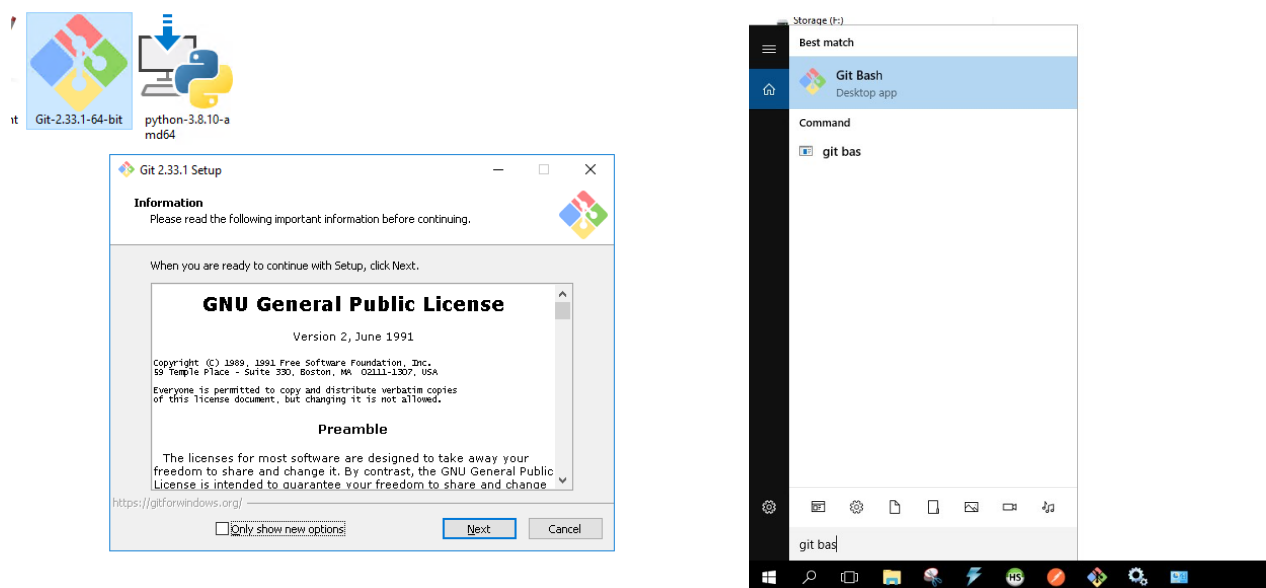 nt
Git-2.33.1-64-bit
python-3.8.10-a
md64
Git 2.33.1 Setup
Information
Please read the following important information before continuing.
When you are ready to continue with Setup, click Next.
GNU General Public License
Version 2, June 1991
Copyright (C) 1989, 1991 Free Software Foundation, Inc.
59 Temple Place - Suite 330, Boston, MA  02111-1307, USA
Everyone is permitted to copy and distribute verbatim copies
of this license document, but changing it is not allowed.
Preamble
The licenses for most software are designed to take away your
freedom to share and change it. By contrast, the GNU General Public
License is intended to guarantee your freedom to share and change
https://gitforwindows.org/
Only show new options
Next
Cancel
Storage (F:)
Best match
Git Bash
Desktop app
Command
git bas
git bas
HS